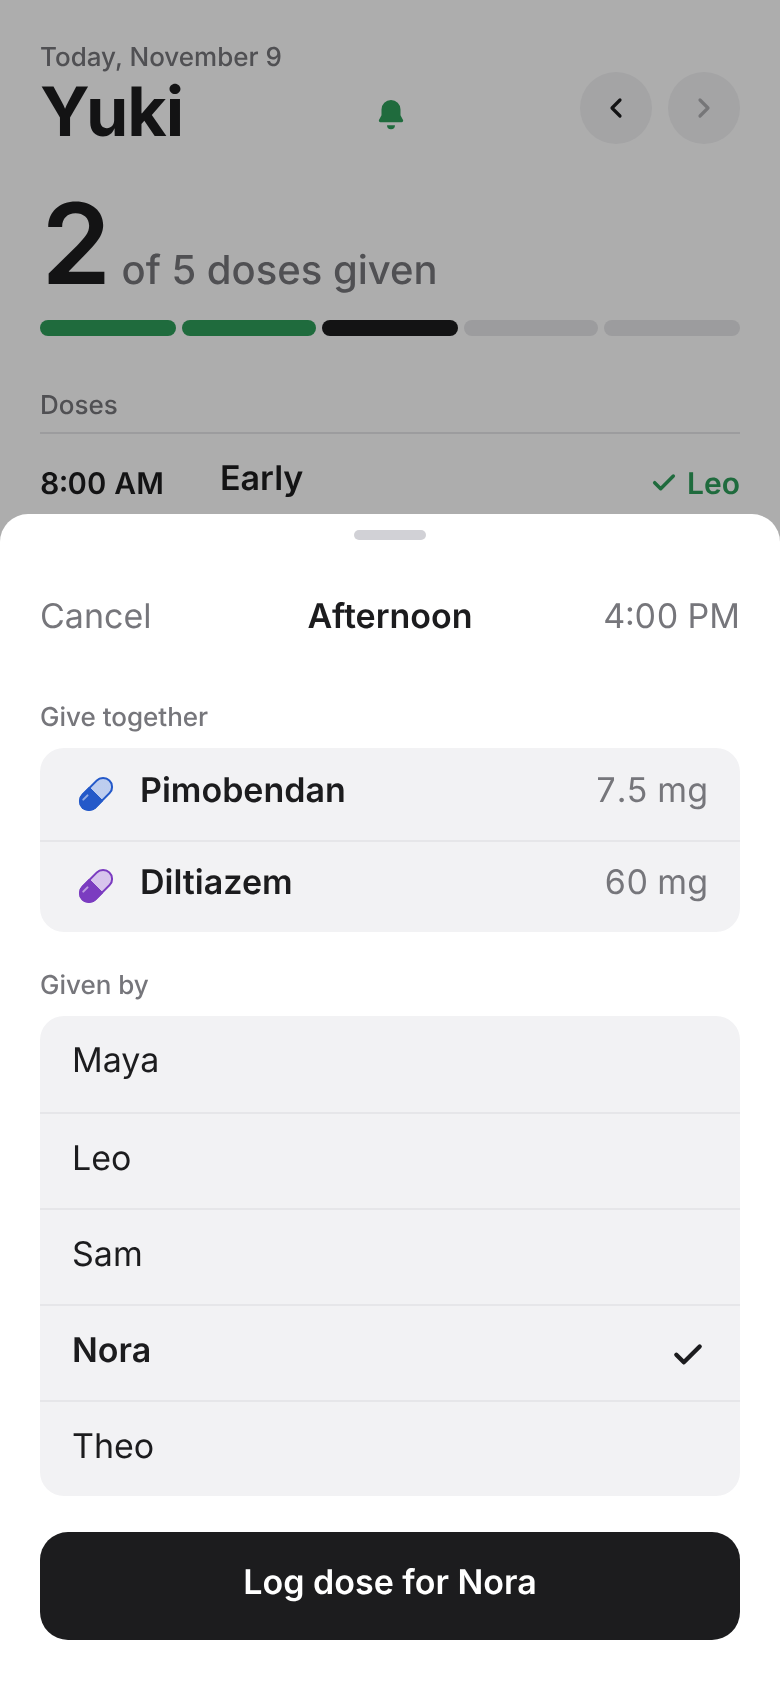 Today, November 9
Yuki
2 of 5 doses given
Doses
8:00 AM Early Leo
Cancel Afternoon 4:00 PM
Give together
Pimobendan 7.5 mg
Diltiazem 60 mg
Given by
Maya
Leo
Sam
Nora
Theo
Log dose for Nora